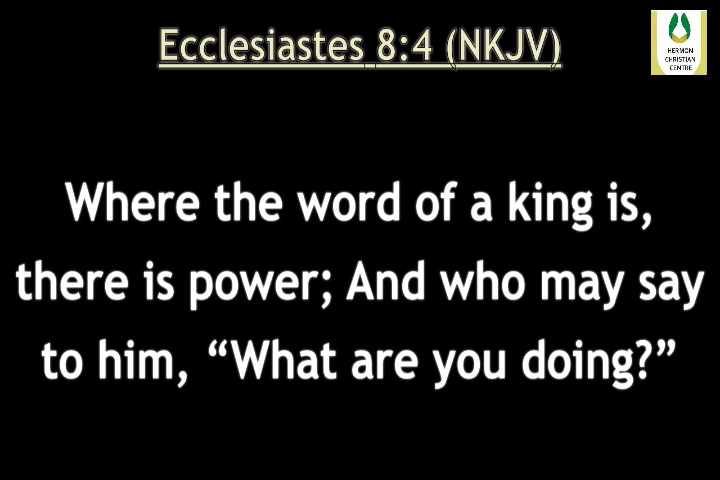 Ecclesiastes 8:4 (NKJV)
HERMON
CHRISTIAN
CENTRE
Where the word of a king is,
there is power; And who may say
to him, “What are you doing?”